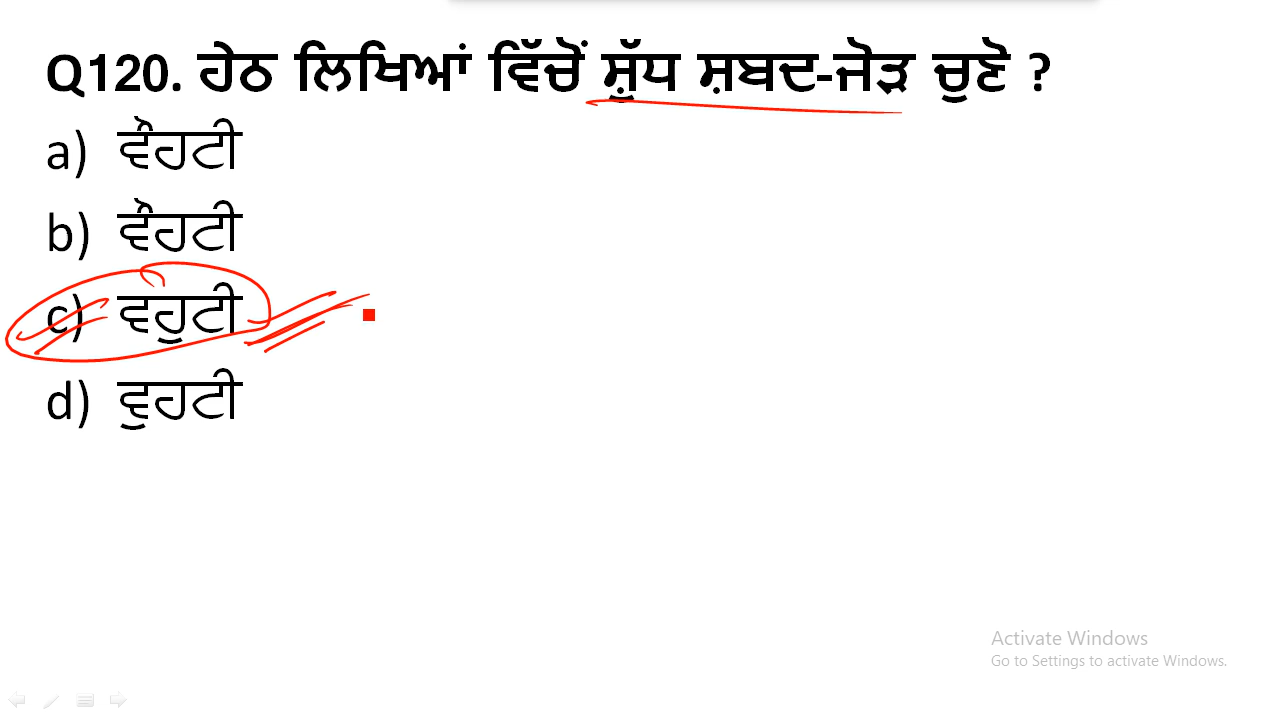 Q120. ਹੇਠ ਲਿਖਿਆਂ ਵਿੱਚੋਂ ਸ਼ੁੱਧ ਸ਼ਬਦ-ਜੋੜ ਚੁਣੋ ?
a) ਵੌਹਟੀ
b) ਵੌਹਟੀ
c) ਵਹੁਟੀ
d) ਵੁਹਟੀ
Activate Windows
Go to Settings to activate Windows.